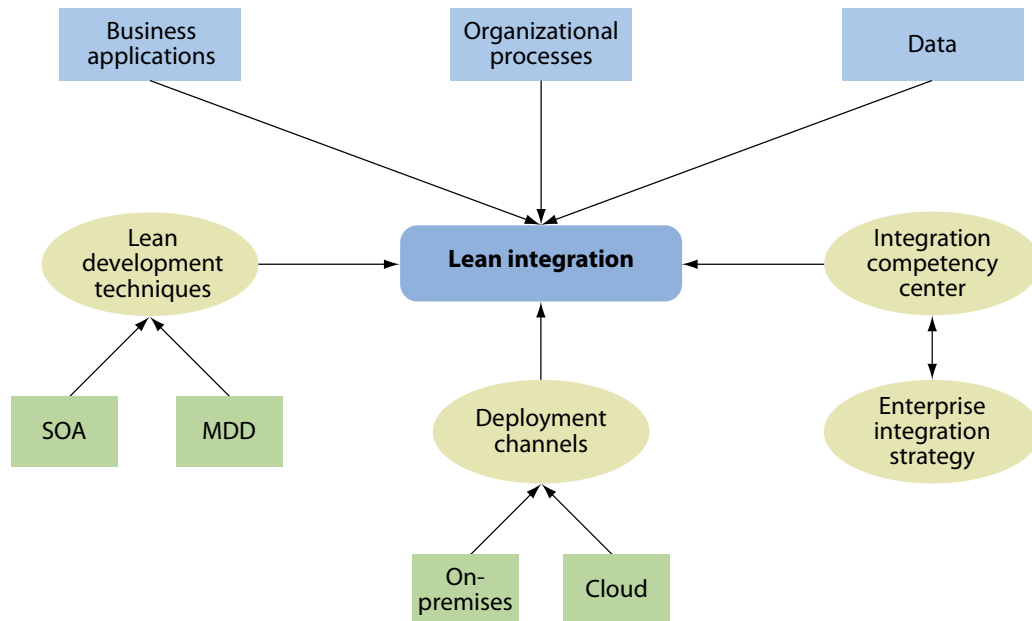 Business
applications
Organizational
processes
Data
Lean
development
techniques
Lean integration
Integration
competency
center
SOA
MDD
Deployment
channels
Enterprise
integration
strategy
On-
premises
Cloud